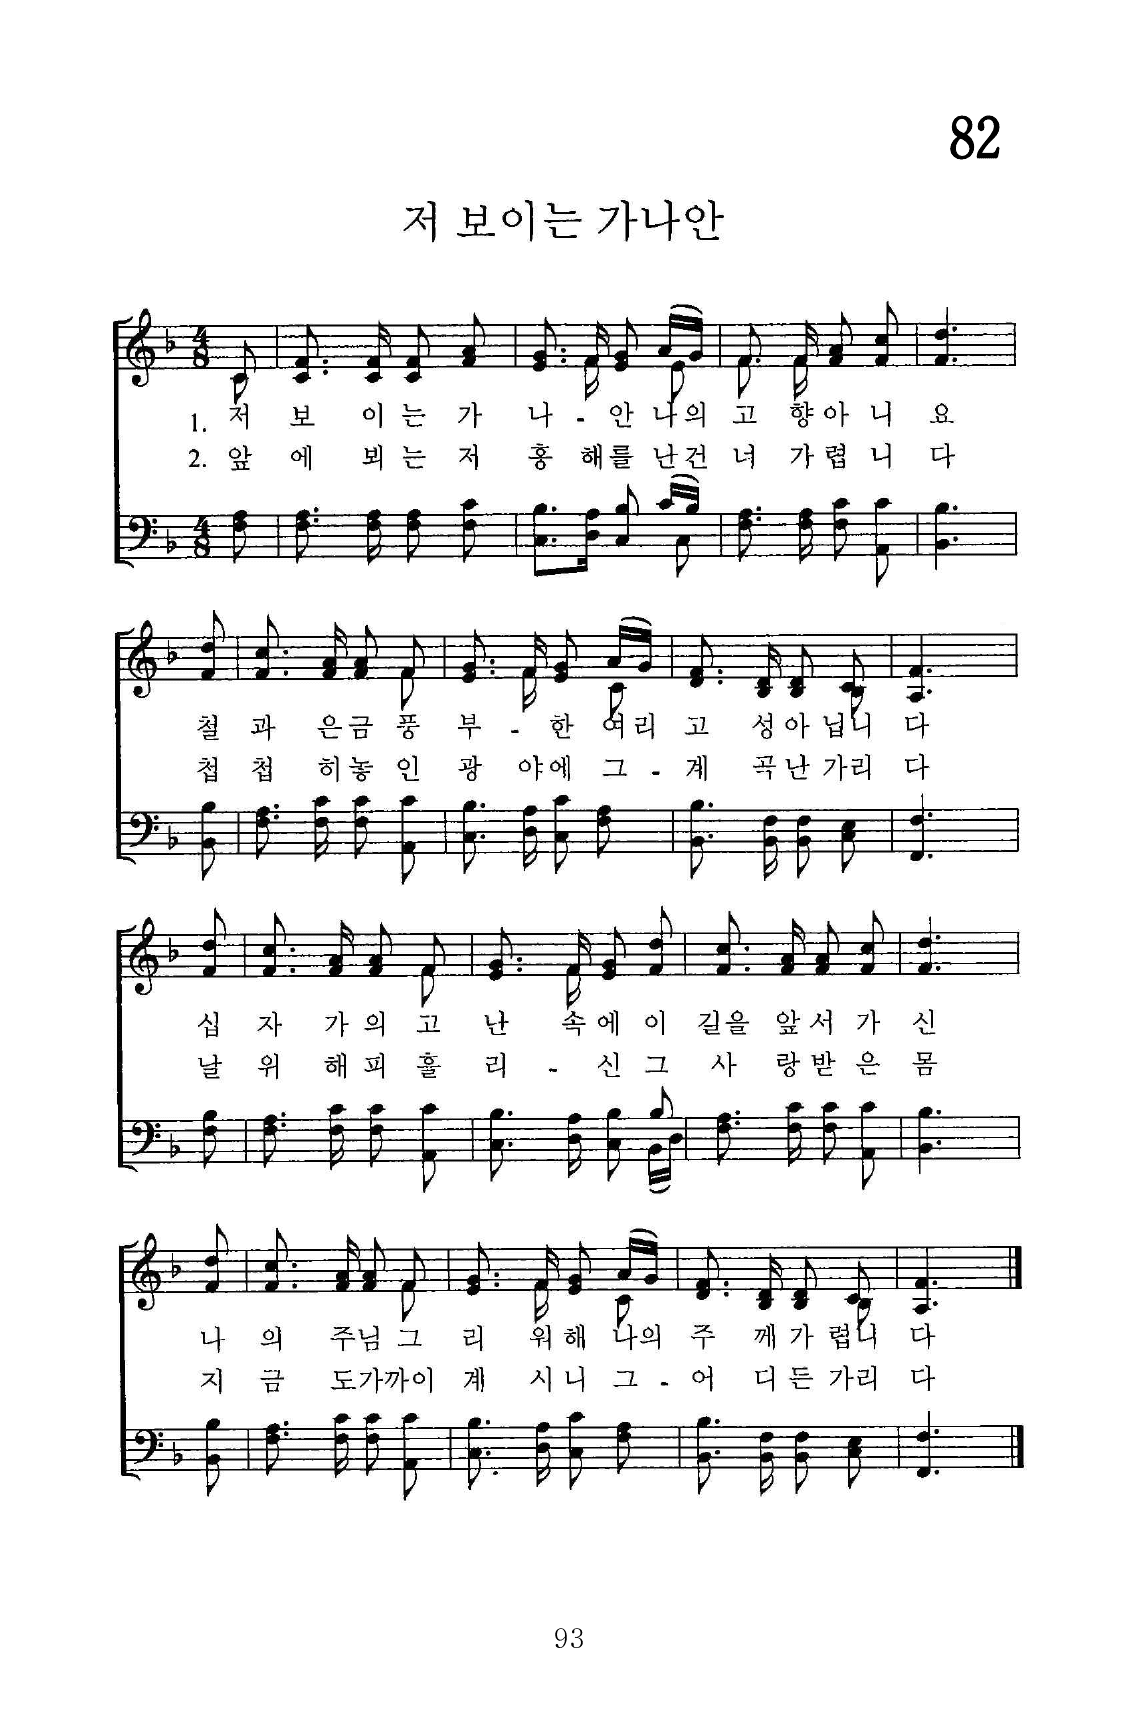 82
저 보이는 가나안
4 8
1. 저 보 이 는 가 나 - 안 나 의 고 향 아 니 요
2. 앞 에 뵈 는 저 홍 해 를 난 건 너 가 렵 니 다
4 8
철 과 은 금 풍 부 - 한 여 리 고 성 아 닙 니 다
첩 첩 히 놓 인 광 야 에 그 - 계 곡 난 가 리 다
십 자 가 의 고 난 속 에 이 길 을 앞 서 가 신
날 위 해 피 흘 리 - 신 그 사 랑 받 은 몸
나 의 주 님 그 리 워 해 나 의 주 께 가 렵 니 다
지 금 도 가 까 이 계 시 니 그 - 어 디 든 가 리 다
93